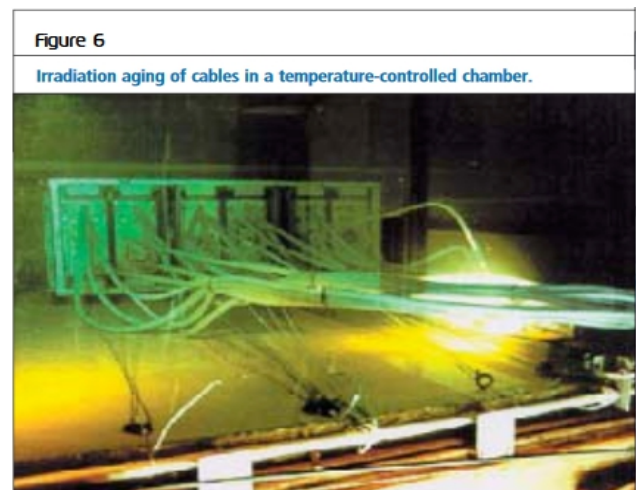 Figure 6
Irradiation aging of cables in a temperature-controlled chamber.